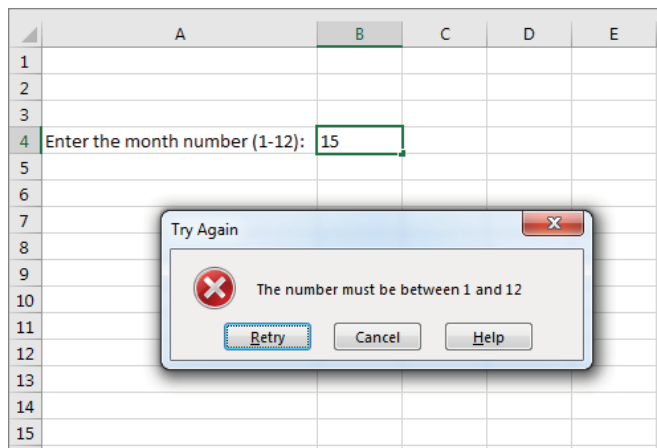 A B C D E
1
2
3
4 Enter the month number (1-12): 15
5
6
7
Try Again
8
9
The number must be between 1 and 12
10
11
Retry Cancel Help
12
13
14
15